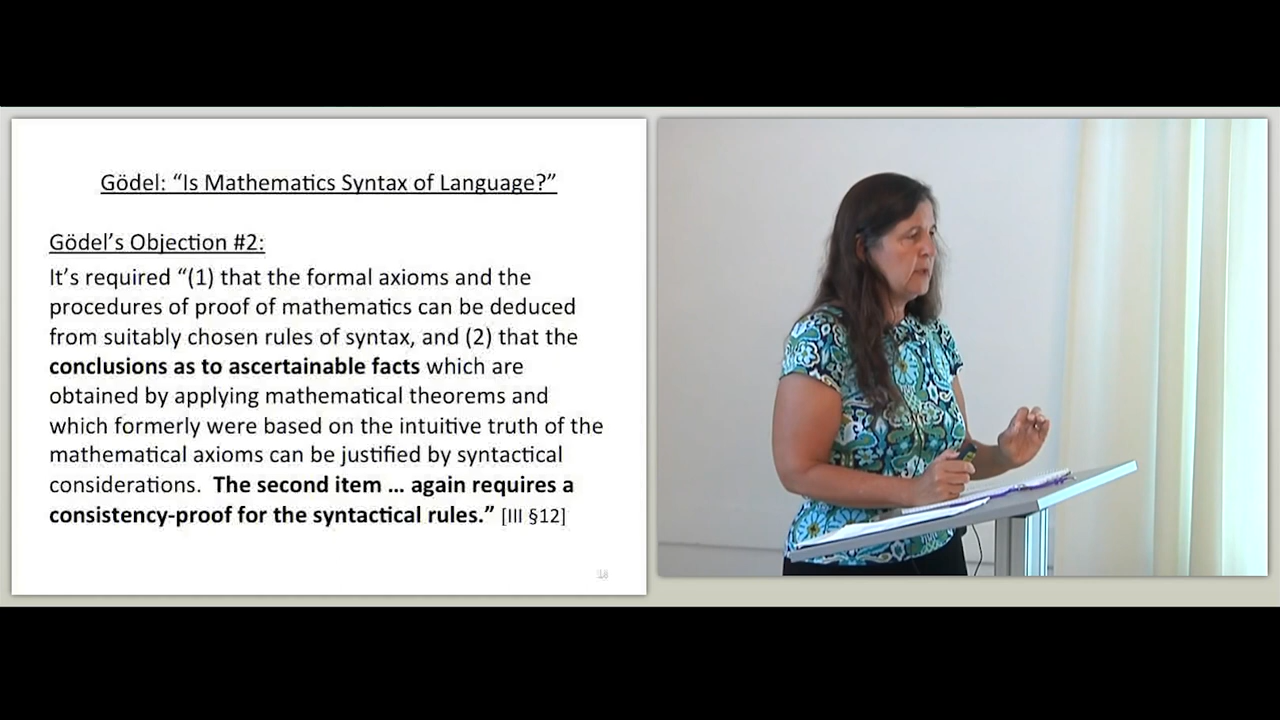 Gödel: “Is Mathematics Syntax of Language?”
Gödel’s Objection #2:
It’s required “(1) that the formal axioms and the
procedures of proof of mathematics can be deduced
from suitably chosen rules of syntax, and (2) that the
conclusions as to ascertainable facts which are
obtained by applying mathematical theorems and
which formerly were based on the intuitive truth of the
mathematical axioms can be justified by syntactical
considerations. The second item … again requires a
consistency-proof for the syntactical rules.” [III §12]